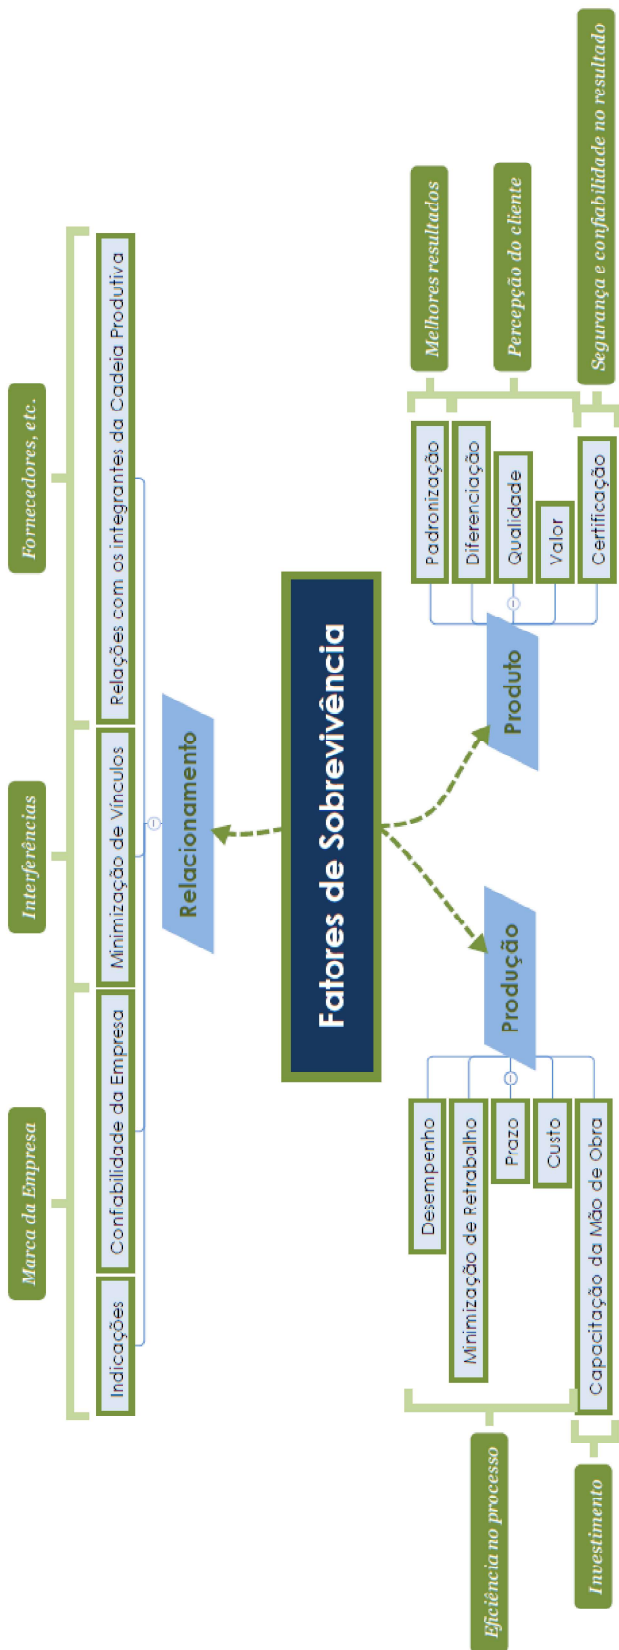 Marca da Empresa
Interferências
Fornecedores, etc.
Indicações
Confabilidade da Empresa
Minimização de Vínculos
Relações com os integrantes da Cadeia Produtiva
Relacionamento
Fatores de Sobrevivência
Produção
Desempenho
Minimização de Retrabalho
Prazo
Custo
Capacitação da Mão de Obra
Eficiência no processo
Investimento
Produto
Padronização
Diferenciação
Qualidade
Valor
Certificação
Melhores resultados
Percepção do cliente
Segurança e confiabilidade no resultado